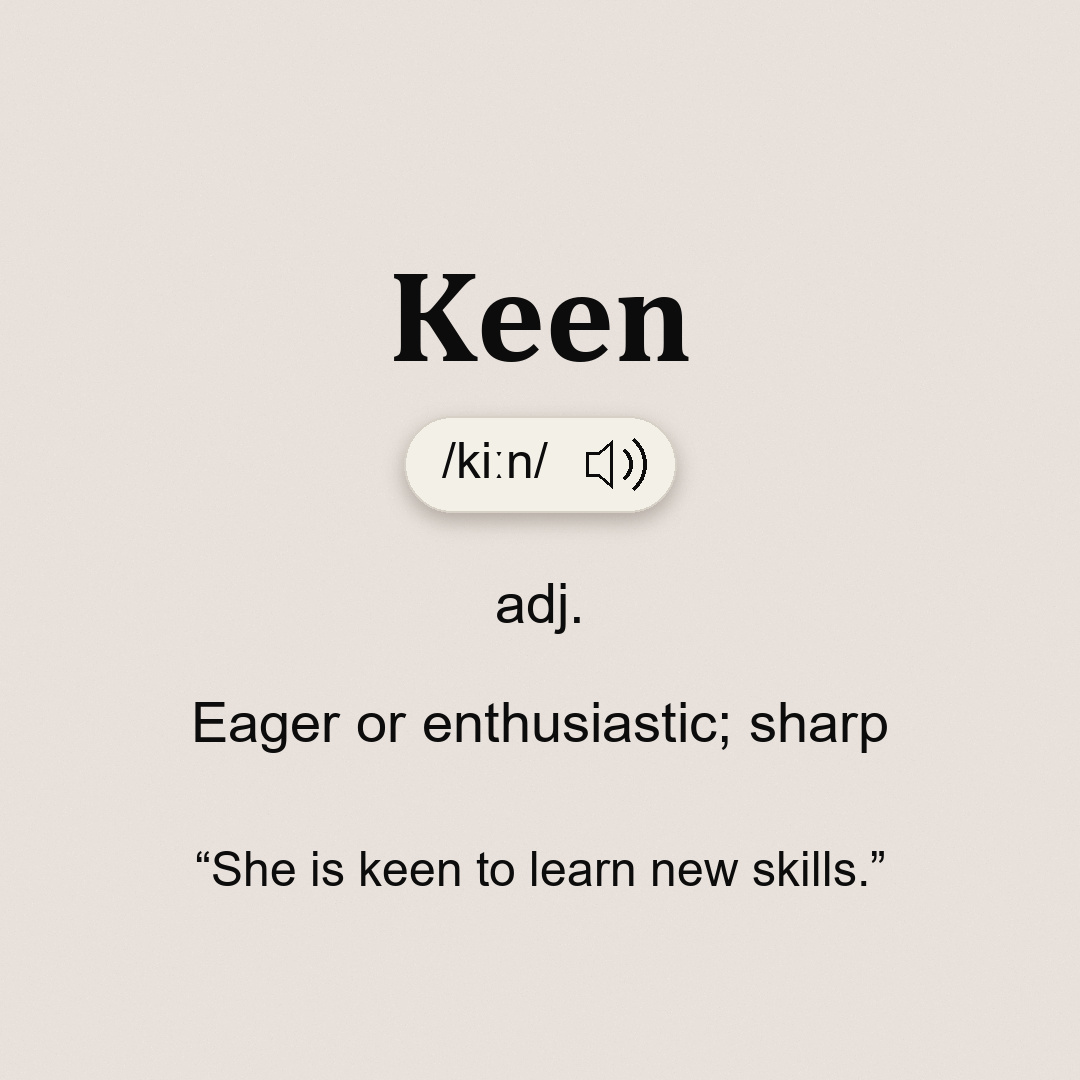 Keen
/kiːn/
adj.
Eager or enthusiastic; sharp
“She is keen to learn new skills.”